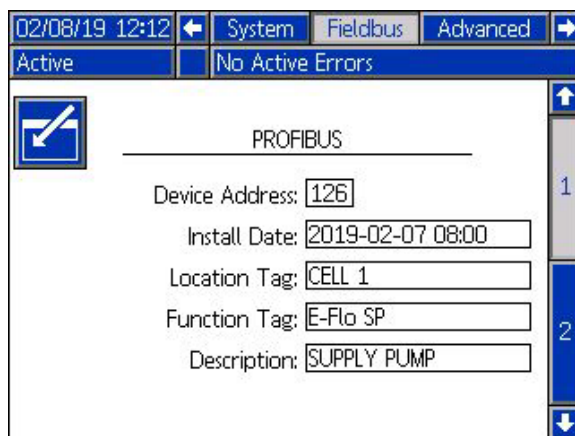 02/08/19 12:12 System Fieldbus Advanced
Active No Active Errors
PROFIBUS
1
Device Address: 126
Install Date: 2019-02-07 08:00
Location Tag: CELL 1
Function Tag: E-Flo SP
2
Description: SUPPLY PUMP